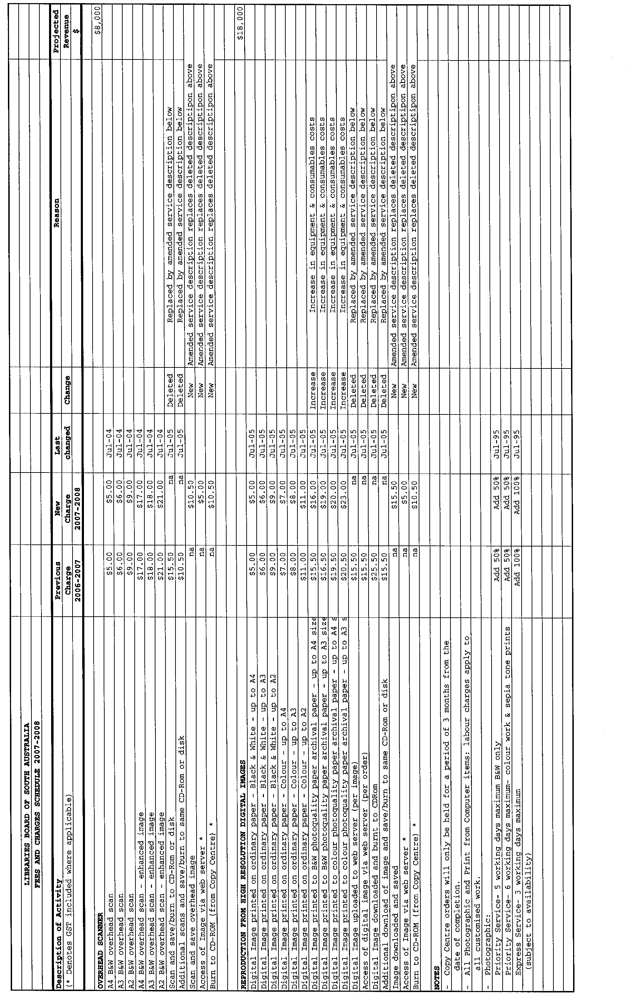 LIBRARIES BOARD OF SOUTH AUSTRALIA
FEES AND CHARGES SCHEDULE 2007-2008
Description of Activity Previous New Last Reason Projected
(* Denotes GST included where applicable) Charge Charge changed Change Revenue
2006-2007 2007-2008 $
OVERHEAD SCANNER $8,000
A4 B&W overhead scan $5.00 $5.00 Jul-04
A3 B&W overhead scan $6.00 $6.00 Jul-04
A2 B&W overhead scan $9.00 $9.00 Jul-04
A4 B&W overhead scan - enhanced image $17.00 $17.00 Jul-04
A3 B&W overhead scan - enhanced image $18.00 $18.00 Jul-04
A2 B&W overhead scan - enhanced image $21.00 $21.00 Jul-04
Scan and save/burn to CD-Rom or disk $15.50 na Jul-05 Deleted Replaced by amended service description below
Additional scans and save/burn to same CD-Rom or disk $10.50 na Jul-05 Deleted Replaced by amended service description below
Scan and save overhead image na $10.50 New Amended service description replaces deleted descriptipon above
Access of Image via web server * na $5.00 New Amended service description replaces deleted descriptipon above
Burn to CD-ROM (from Copy Centre) * na $10.50 New Amended service description replaces deleted descriptipon above
REPRODUCTION FROM HIGH RESOLUTION DIGITAL IMAGES $18,000
Digital Image printed on ordinary paper - Black & White - up to A4 $5.00 $5.00 Jul-05
Digital Image printed on ordinary paper - Black & White - up to A3 $6.00 $6.00 Jul-05
Digital Image printed on ordinary paper - Black & White - up to A2 $9.00 $9.00 Jul-05
Digital Image printed on ordinary paper - Colour - up to A4 $7.00 $7.00 Jul-05
Digital Image printed on ordinary paper - Colour - up to A3 $8.00 $8.00 Jul-05
Digital Image printed on ordinary paper - Colour - up to A2 $11.00 $11.00 Jul-05
Digital Image printed to B&W photoquality paper archival paper - up to A4 size $15.50 $16.00 Jul-05 Increase Increase in equipment & consumables costs
Digital Image printed to B&W photoquality paper archival paper - up to A3 size $16.50 $19.00 Jul-05 Increase Increase in equipment & consumables costs
Digital Image printed to colour photoquality paper archival paper - up to A4 s $19.50 $20.00 Jul-05 Increase Increase in equipment & consumables costs
Digital Image printed to colour photoquality paper archival paper - up to A3 s $20.50 $23.00 Jul-05 Increase Increase in equipment & consumables costs
Digital Image uploaded to web server (per image) $15.50 na Jul-05 Deleted Replaced by amended service description below
Access of digital image via web server (per order) $15.50 na Jul-05 Deleted Replaced by amended service description below
Digital Image downloaded and burnt to CDRom $25.50 na Jul-05 Deleted Replaced by amended service description below
Additional download of image and save/burn to same CD-Rom or disk $15.50 na Jul-05 Deleted Replaced by amended service description below
Image downloaded and saved na $15.50 New Amended service description replaces deleted descriptipon above
Access of Image via web server * na $5.00 New Amended service description replaces deleted descriptipon above
Burn to CD-ROM (from Copy Centre) * na $10.50 New Amended service description replaces deleted descriptipon above
NOTES
- Copy Centre orders will only be held for a period of 3 months from the
date of completion.
- All Photographic and Print from Computer items: labour charges apply to
all customised work.
- Photographic:
Priority Service- 5 working days maximum B&W only Add 50% Add 50% Jul-95
Priority Service- 6 working days maximum- colour work & sepia tone prints Add 50% Add 50% Jul-95
Express Service- 3 working days maximum Add 100% Add 100% Jul-95
(subject to availability)